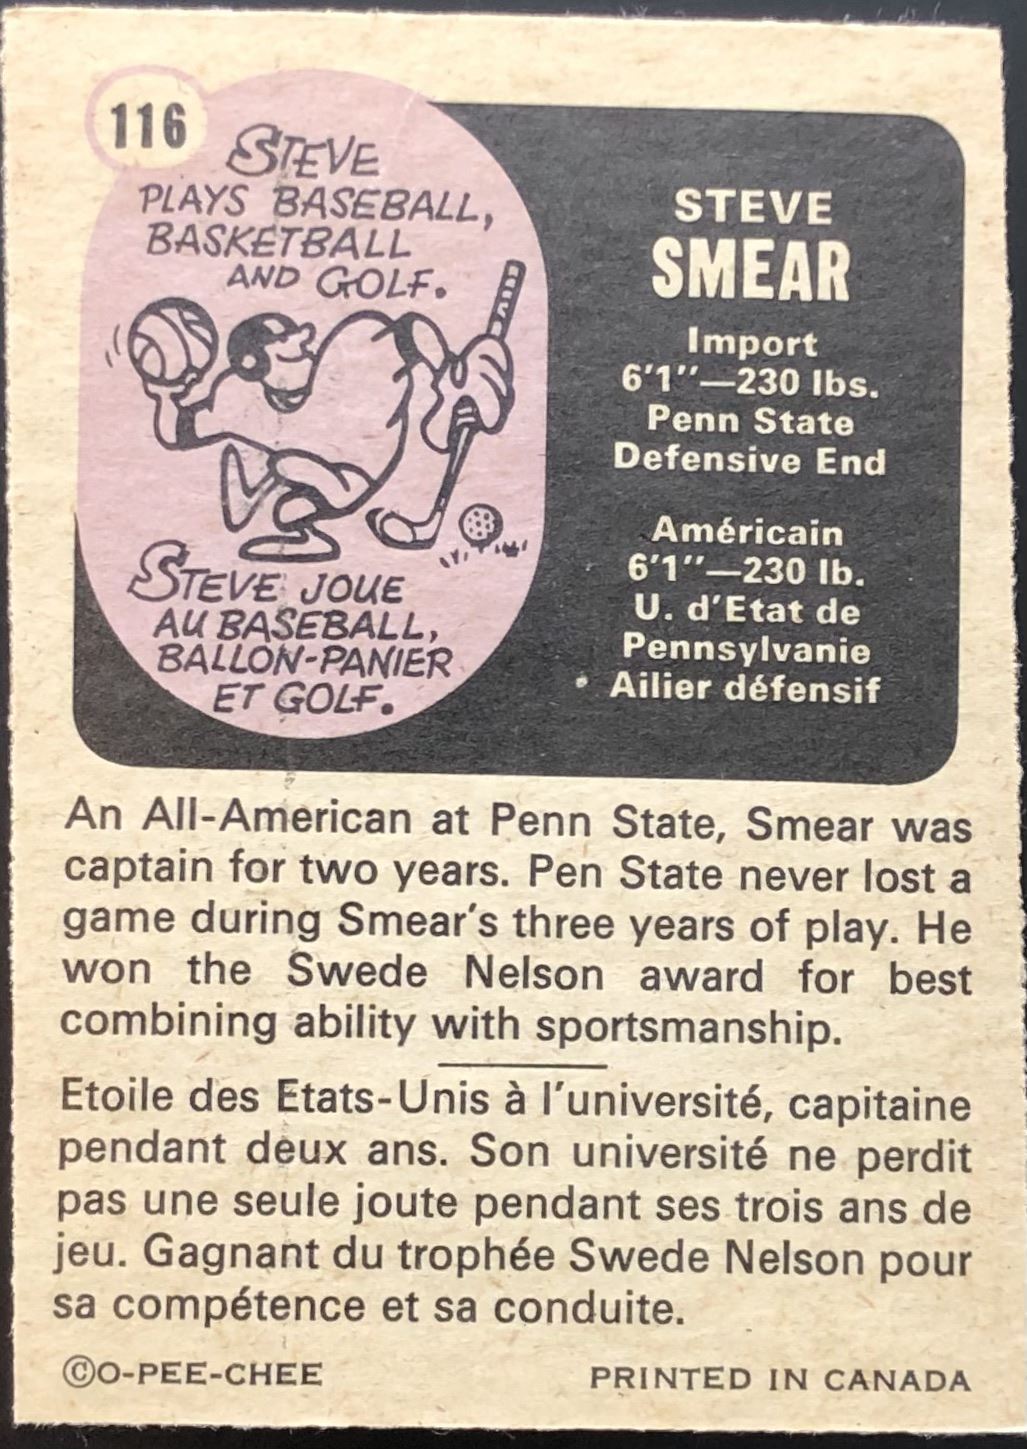 116
STEVE
PLAYS BASEBALL,
BASKETBALL
AND GOLF.
STEVE JOUE
AU BASEBALL,
BALLON-PANIER
ET GOLF.
STEVE
SMEAR
Import
6'1"—230 lbs.
Penn State
Defensive End
Américain
6'1"—230 lb.
U. d'Etat de
Pennsylvanie
Ailier défensif
An All-American at Penn State, Smear was
captain for two years. Pen State never lost a
game during Smear's three years of play. He
won the Swede Nelson award for best
combining ability with sportsmanship.
Etoile des Etats-Unis à l'université, capitaine
pendant deux ans. Son université ne perdit
pas une seule joute pendant ses trois ans de
jeu. Gagnant du trophée Swede Nelson pour
sa compétence et sa conduite.
©O-PEE-CHEE
PRINTED IN CANADA